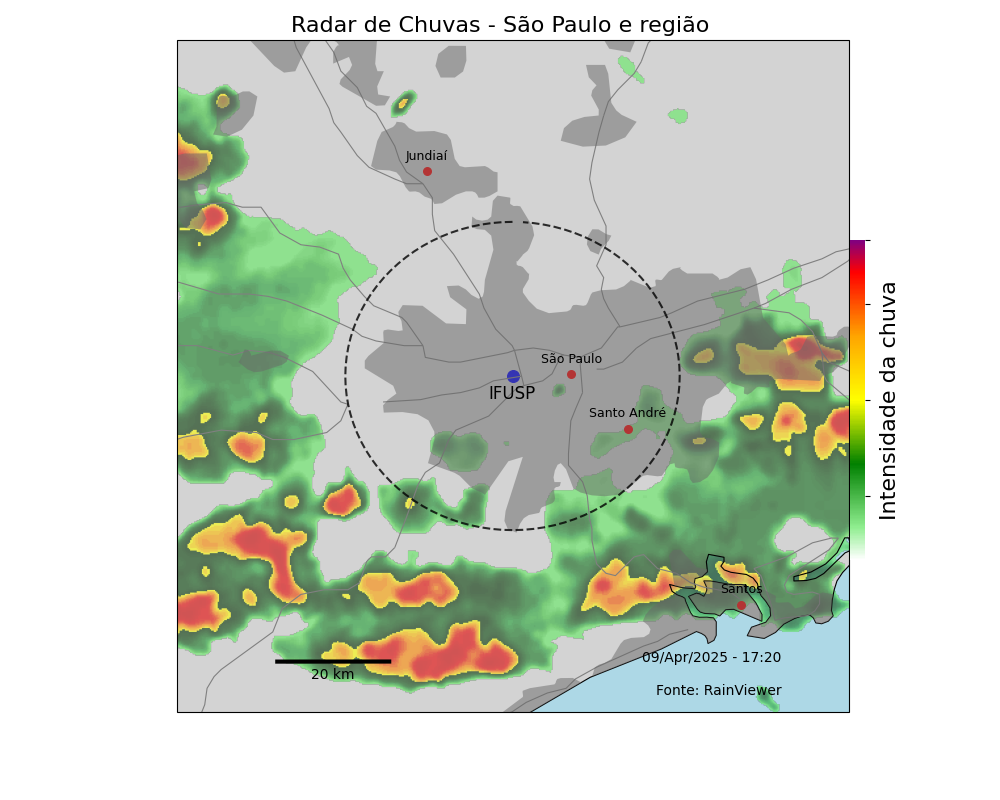 Radar de Chuvas - São Paulo e região
Jundiaí
São Paulo
IFUSP
Santo André
Intensidade da chuva
Santos
09/Apr/2025 - 17:20
20 km
Fonte: RainViewer